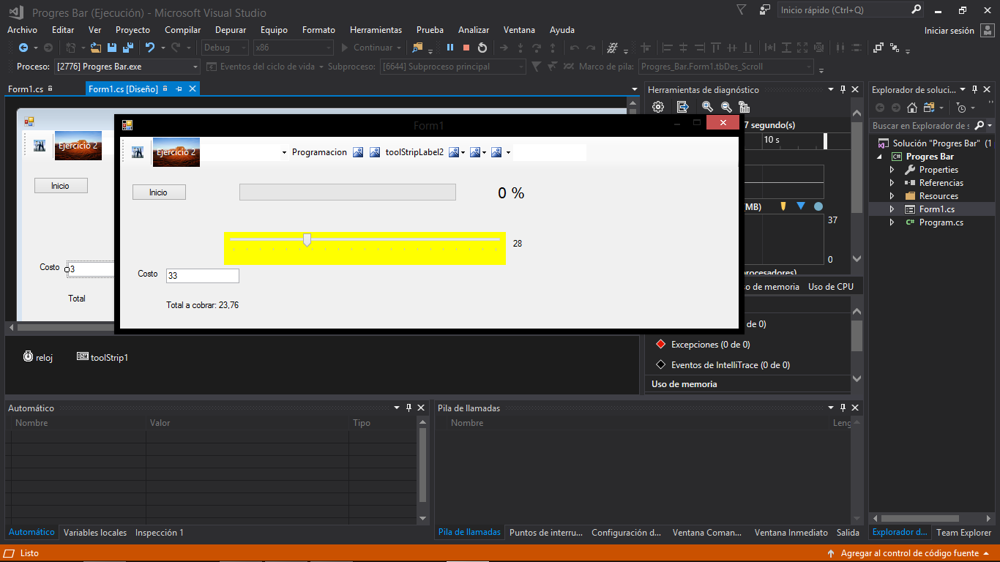 Progres Bar (Ejecución) - Microsoft Visual Studio
Inicio rápido (Ctrl+Q)
Archivo Editar Ver Proyecto Compilar Depurar Equipo Formato Herramientas Prueba Analizar Ventana Ayuda
Iniciar sesión
Debug x86 Continuar
Proceso: [2776] Progres Bar.exe Eventos del ciclo de vida Subproceso: [6644] Subproceso principal Marco de pila: Progres_Bar.Form1.tbDes_Scroll
Form1.cs Form1.cs [Diseño]
Ejercicio 2
Inicio
Costo 3
Total
Form1
Ejercicio 2 Programacion toolStripLabel2
Inicio 0 %
28
Costo 33
Total a cobrar: 23,76
reloj toolStrip1
Herramientas de diagnóstico
7 segundo(s)
10 s
(MB)
37
0
rocesadores)
so de memoria Uso de CPU
de 0)
Excepciones (0 de 0)
Eventos de IntelliTrace (0 de 0)
Uso de memoria
Explorador de soluci...
Buscar en Explorador de s
Solución "Progres Bar" (1
C# Progres Bar
Properties
Referencias
Resources
Form1.cs
C# Program.cs
Automático
Nombre Valor Tipo
Automático Variables locales Inspección 1
Pila de llamadas
Nombre Leng
Pila de llamadas Puntos de interru... Configuración d... Ventana Coman... Ventana Inmediato Salida
Explorador d... Team Explorer
Listo
Agregar al control de código fuente